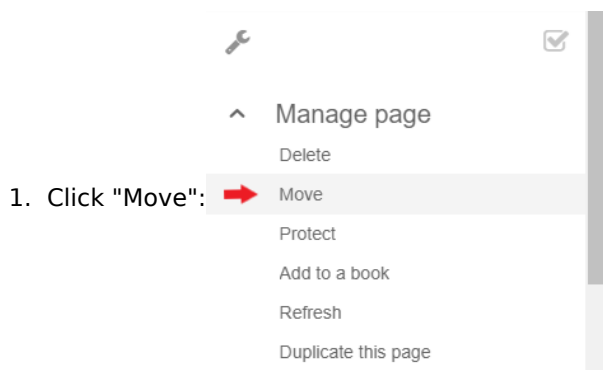 Manage page
Delete
1. Click "Move":
Move
Protect
Add to a book
Refresh
Duplicate this page